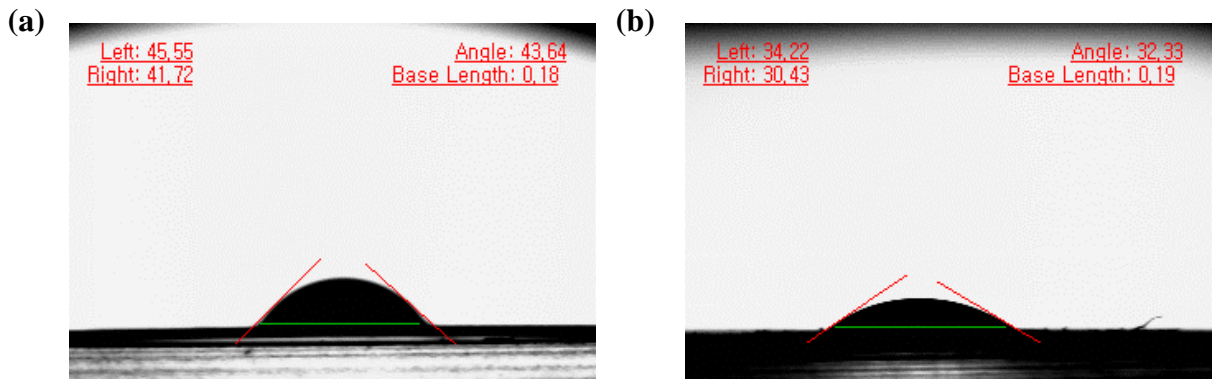 (a)
Left: 45,55
Right: 41,72
Angle: 43,64
Base Length: 0,18
(b)
Left: 34,22
Right: 30,43
Angle: 32,33
Base Length: 0,19